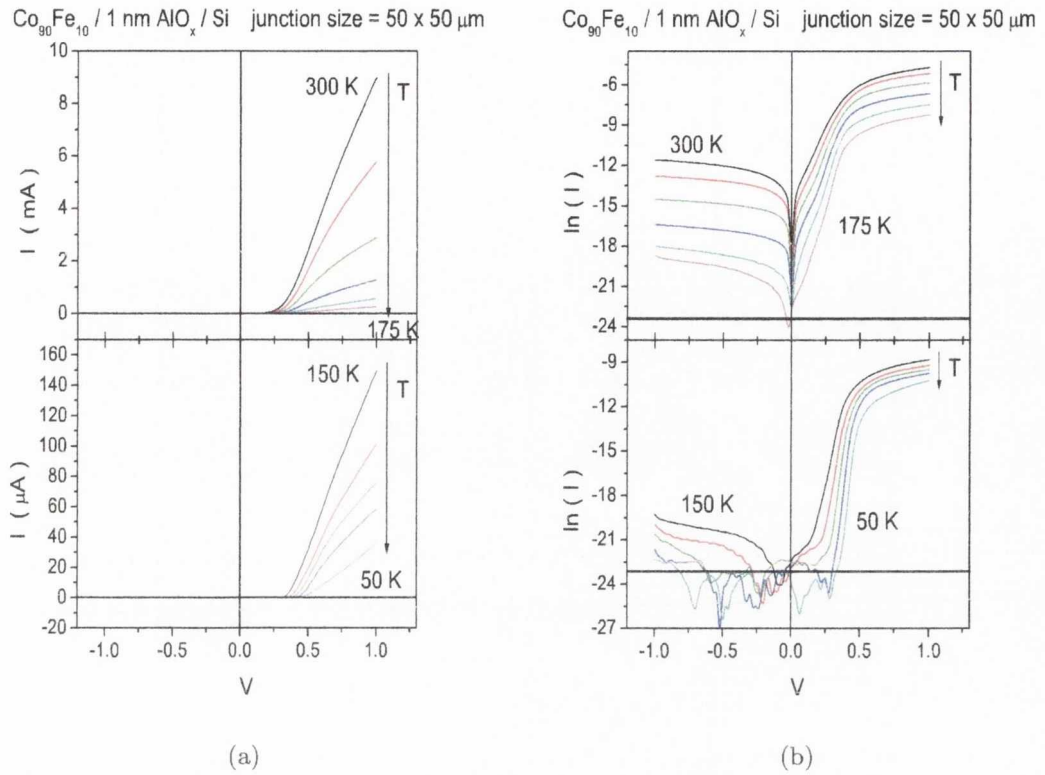 Co90Fe10 / 1 nm AlOx / Si junction size = 50 x 50 μm
10
8
6
4
2
0
I ( mA )
300 K
T
175 K
160
140
120
100
80
60
40
20
0
-20
I ( μA )
150 K
T
50 K
-1.0 -0.5 0.0 0.5 1.0
V
(a)
Co90Fe10 / 1 nm AlOx / Si junction size = 50 x 50 μm
-6
-9
-12
-15
-18
-21
-24
ln ( I )
T
300 K
175 K
-9
-12
-15
-18
-21
-24
-27
ln ( I )
T
150 K
50 K
-1.0 -0.5 0.0 0.5 1.0
V
(b)